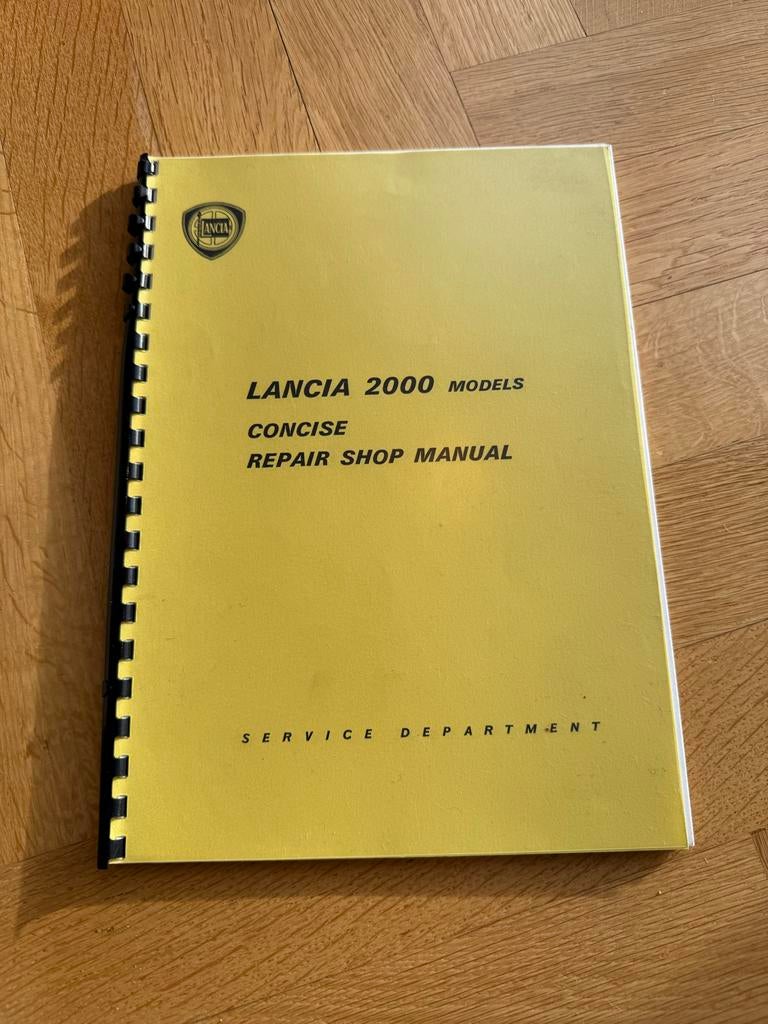 LANCIA
LANCIA 2000 MODELS
CONCISE
REPAIR SHOP MANUAL
SERVICE DEPARTMENT